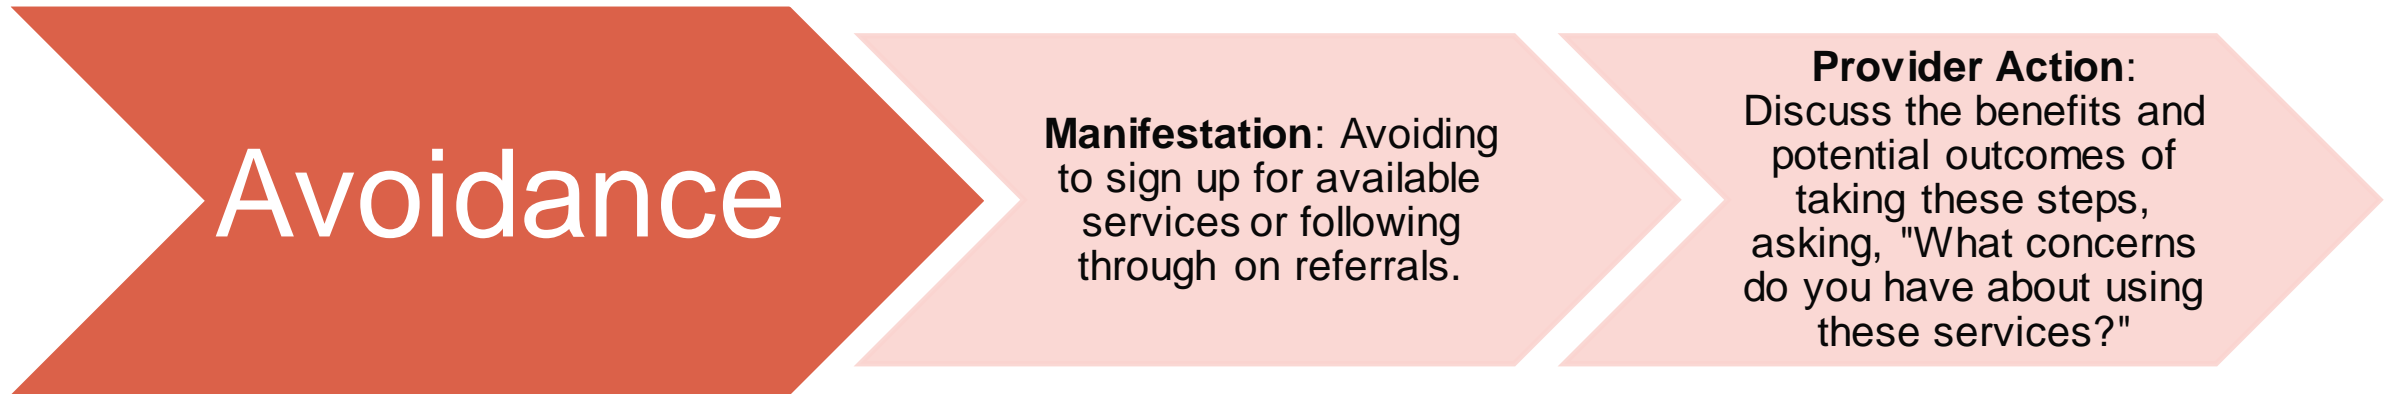 Avoidance
Manifestation: Avoiding
to sign up for available
services or following
through on referrals.
Provider Action:
Discuss the benefits and
potential outcomes of
taking these steps,
asking, "What concerns
do you have about using
these services?"